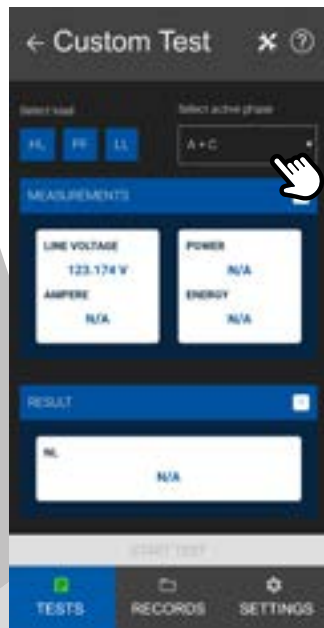 ← Custom Test
Select load
Select active phase
HL PF LL
A+C
MEASUREMENTS
LINE VOLTAGE
123.174 V
AMPERE
N/A
POWER
N/A
ENERGY
N/A
RESULT
N/A
START TEST
TESTS RECORDS SETTINGS